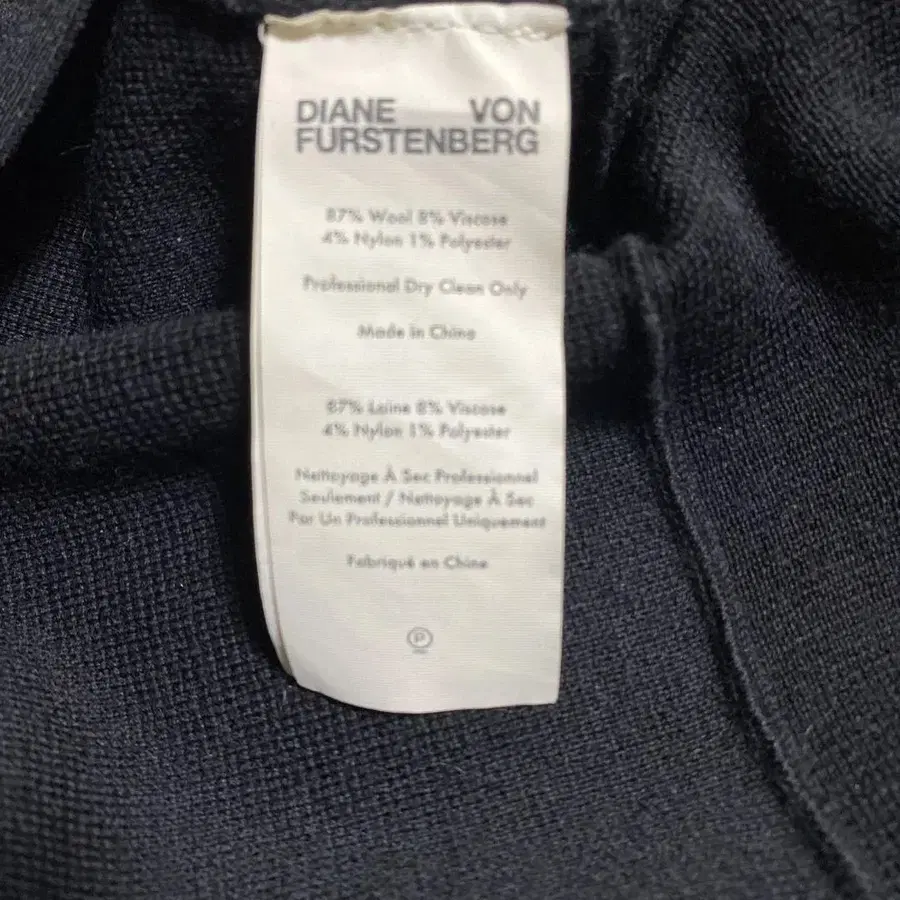 DIANE VON
FURSTENBERG
87% Wool 8% Viscose
4% Nylon 1% Polyester
Professional Dry Clean Only
Made in China
87% Laine 8% Viscose
4% Nylon 1% Polyester
Nettoyage À Sec Professionnel
Seulement / Nettoyage À Sec
Par Un Professionnel Uniquement
Fabriqué en Chine
P